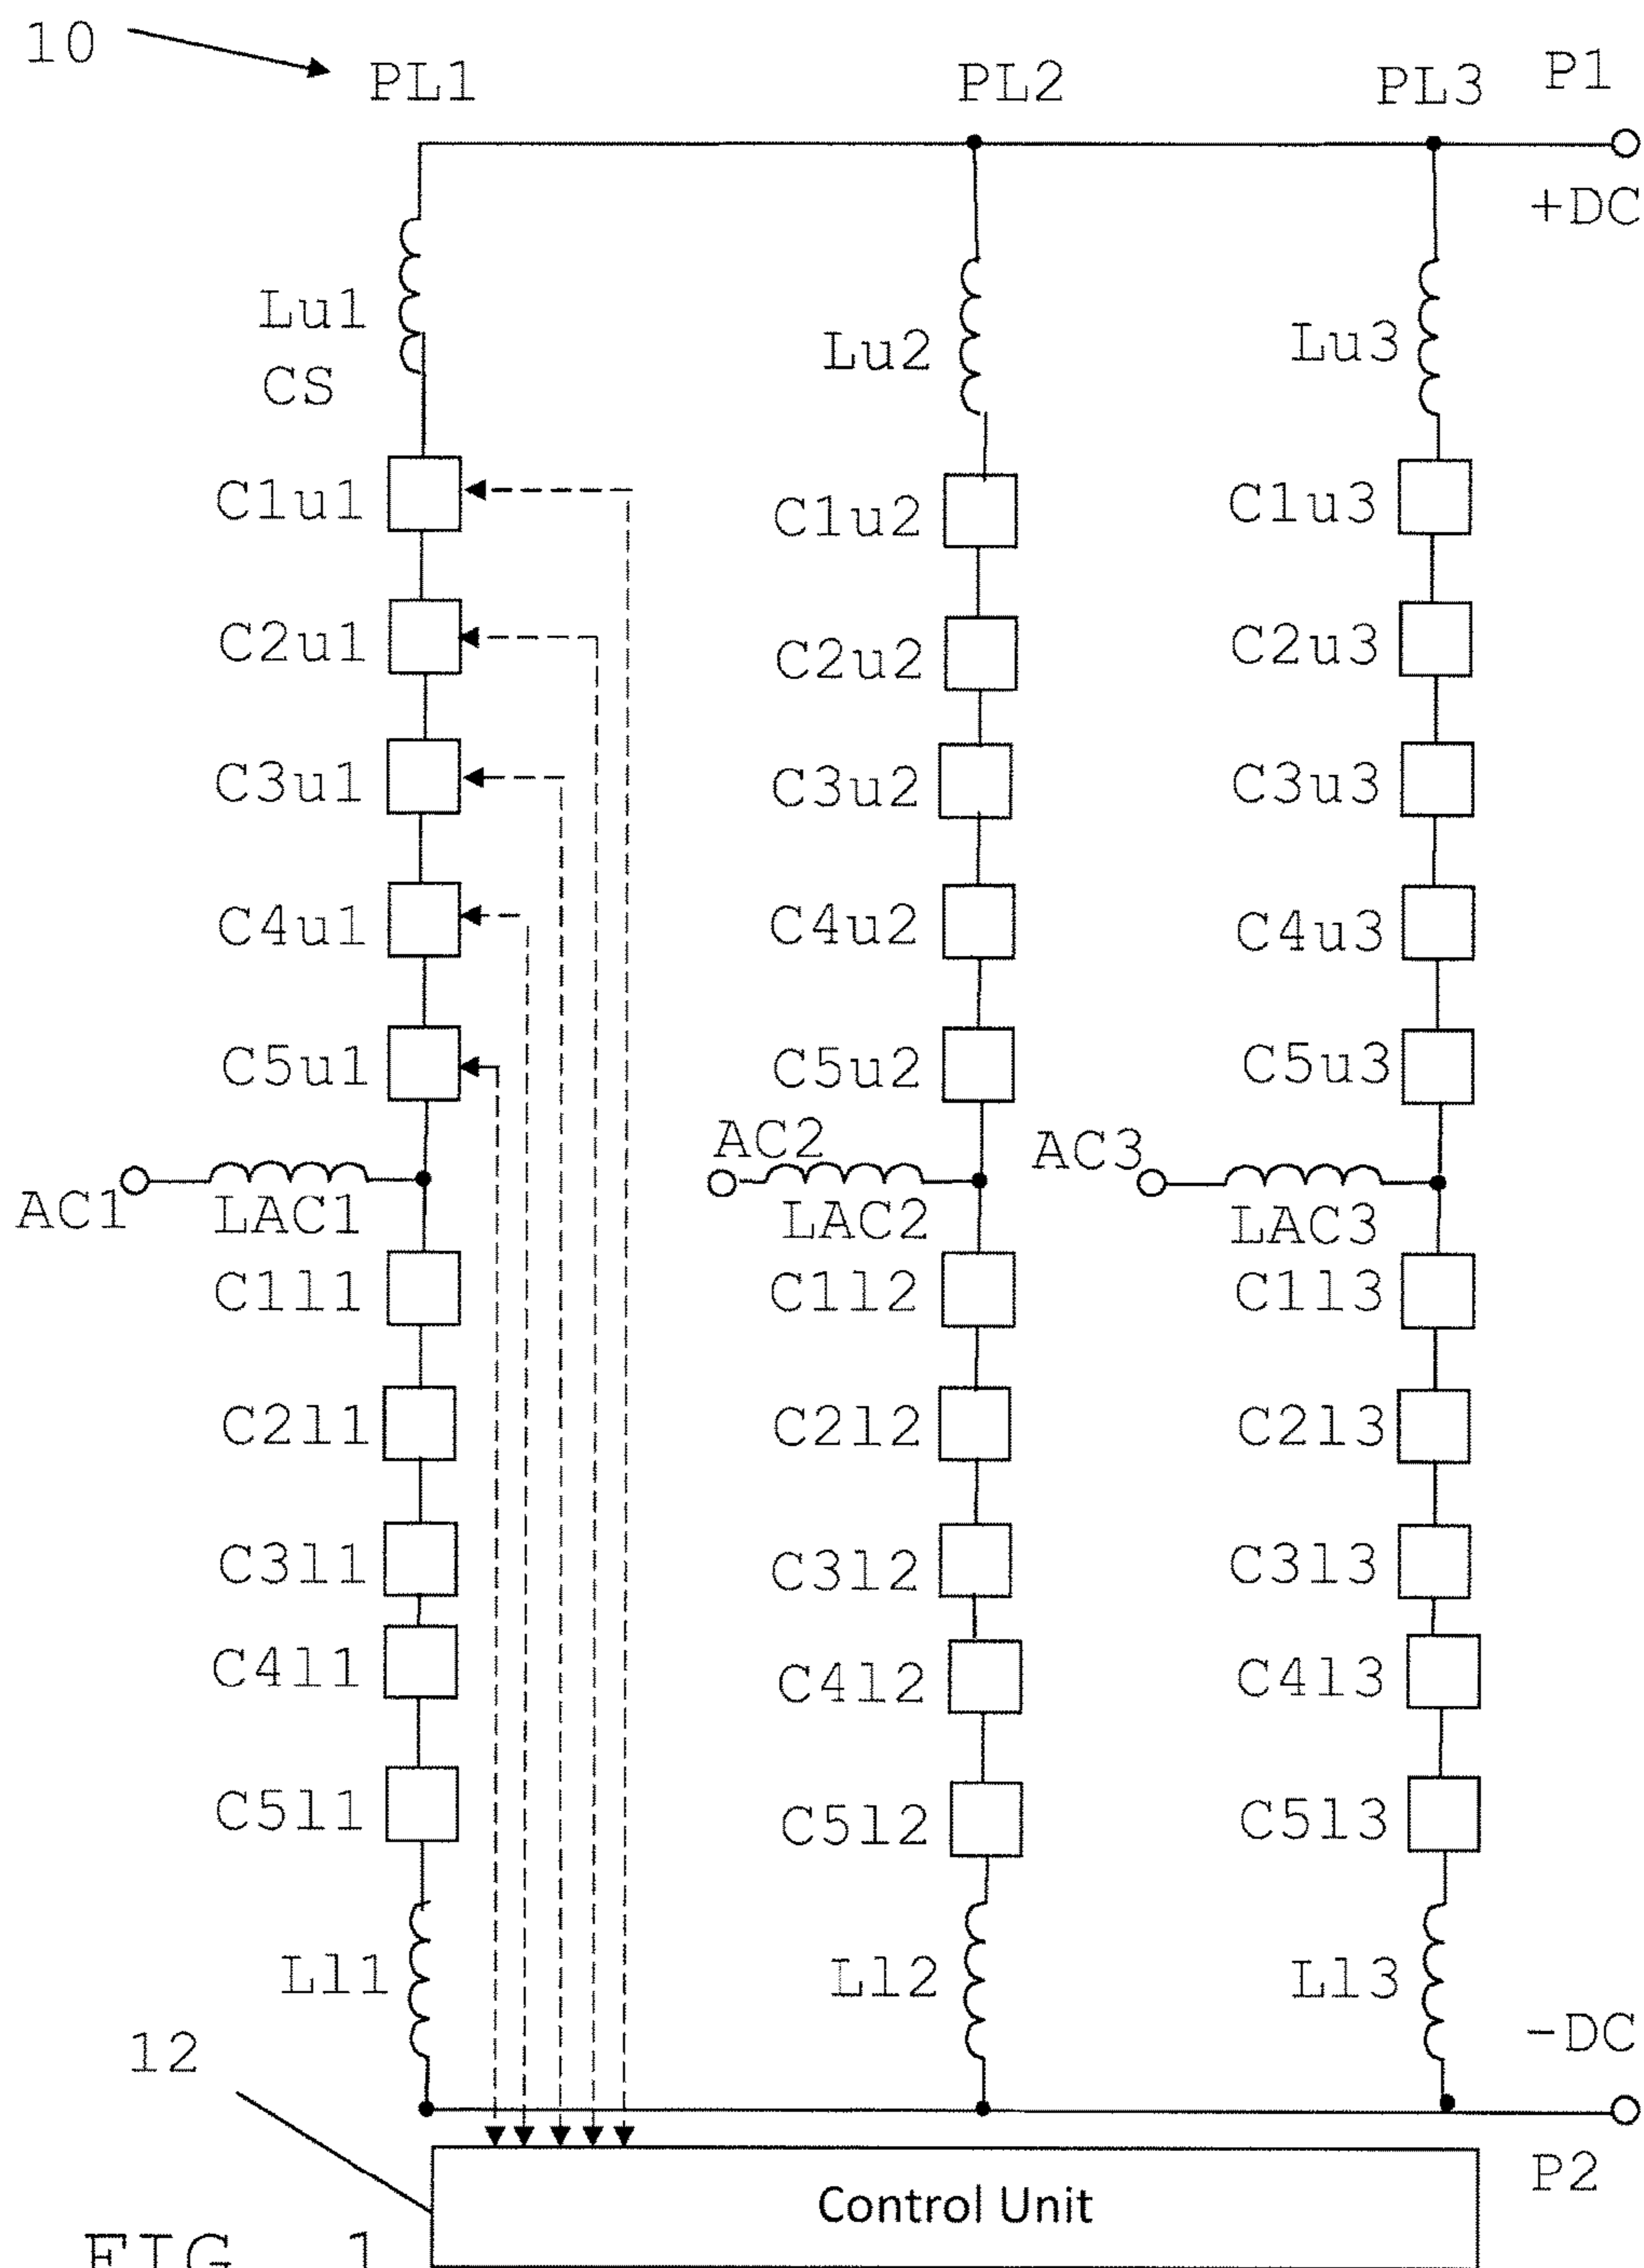 10
PL1 PL2 PL3 P1
+DC
Lu1 Lu2 Lu3
CS
C1u1 C1u2 C1u3
C2u1 C2u2 C2u3
C3u1 C3u2 C3u3
C4u1 C4u2 C4u3
C5u1 C5u2 C5u3
AC1 AC2 AC3
LAC1 LAC2 LAC3
C1l1 C1l2 C1l3
C2l1 C2l2 C2l3
C3l1 C3l2 C3l3
C4l1 C4l2 C4l3
C5l1 C5l2 C5l3
Ll1 Ll2 Ll3
12 -DC
P2
Control Unit
FIG. 1